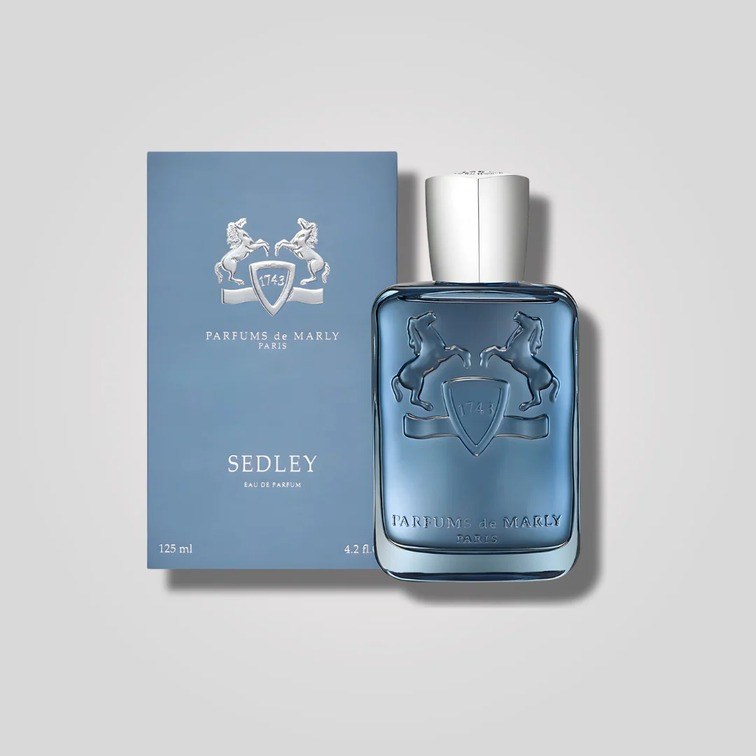 1743
PARFUMS de MARLY
PARIS
SEDLEY
EAU DE PARFUM
125 ml
4.2 fl.
1743
PARFUMS de MARLY
PARIS